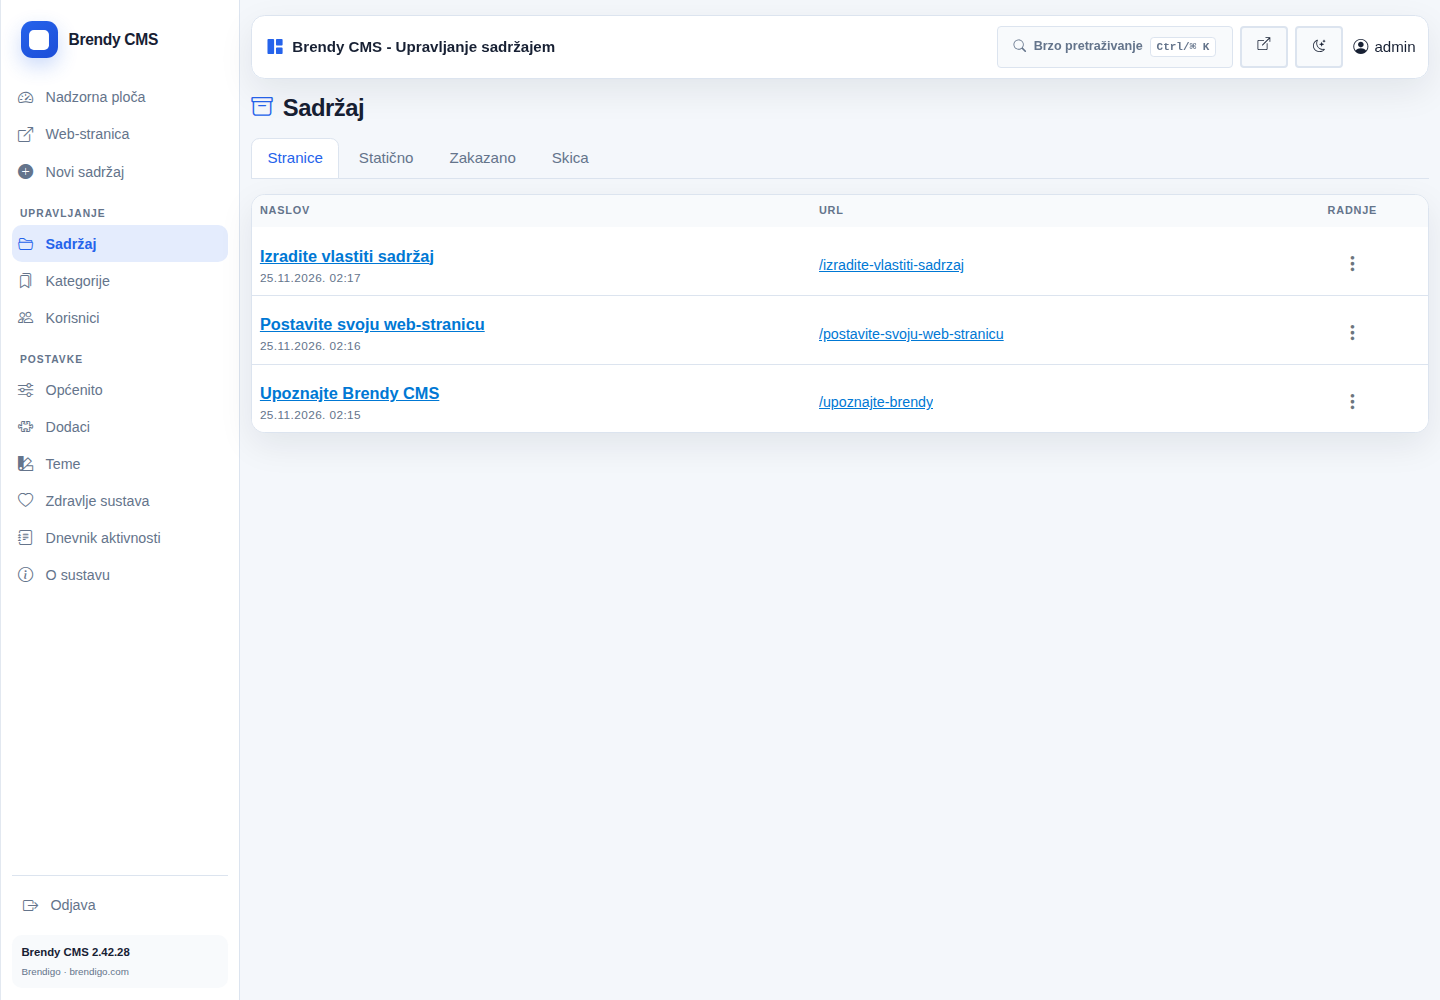 Brendy CMS
Nadzorna ploča
Web-stranica
Novi sadržaj
UPRAVLJANJE
Sadržaj
Kategorije
Korisnici
POSTAVKE
Općenito
Dodaci
Teme
Zdravlje sustava
Dnevnik aktivnosti
O sustavu
Odjava
Brendy CMS 2.42.28
Brendigo · brendigo.com
Brendy CMS - Upravljanje sadržajem
Brzo pretraživanje Ctrl/⌘ K
admin
Sadržaj
Stranice Statično Zakazano Skica
NASLOV URL RADNJE
Izradite vlastiti sadržaj
25.11.2026. 02:17
/izradite-vlastiti-sadrzaj
Postavite svoju web-stranicu
25.11.2026. 02:16
/postavite-svoju-web-stranicu
Upoznajte Brendy CMS
25.11.2026. 02:15
/upoznajte-brendy